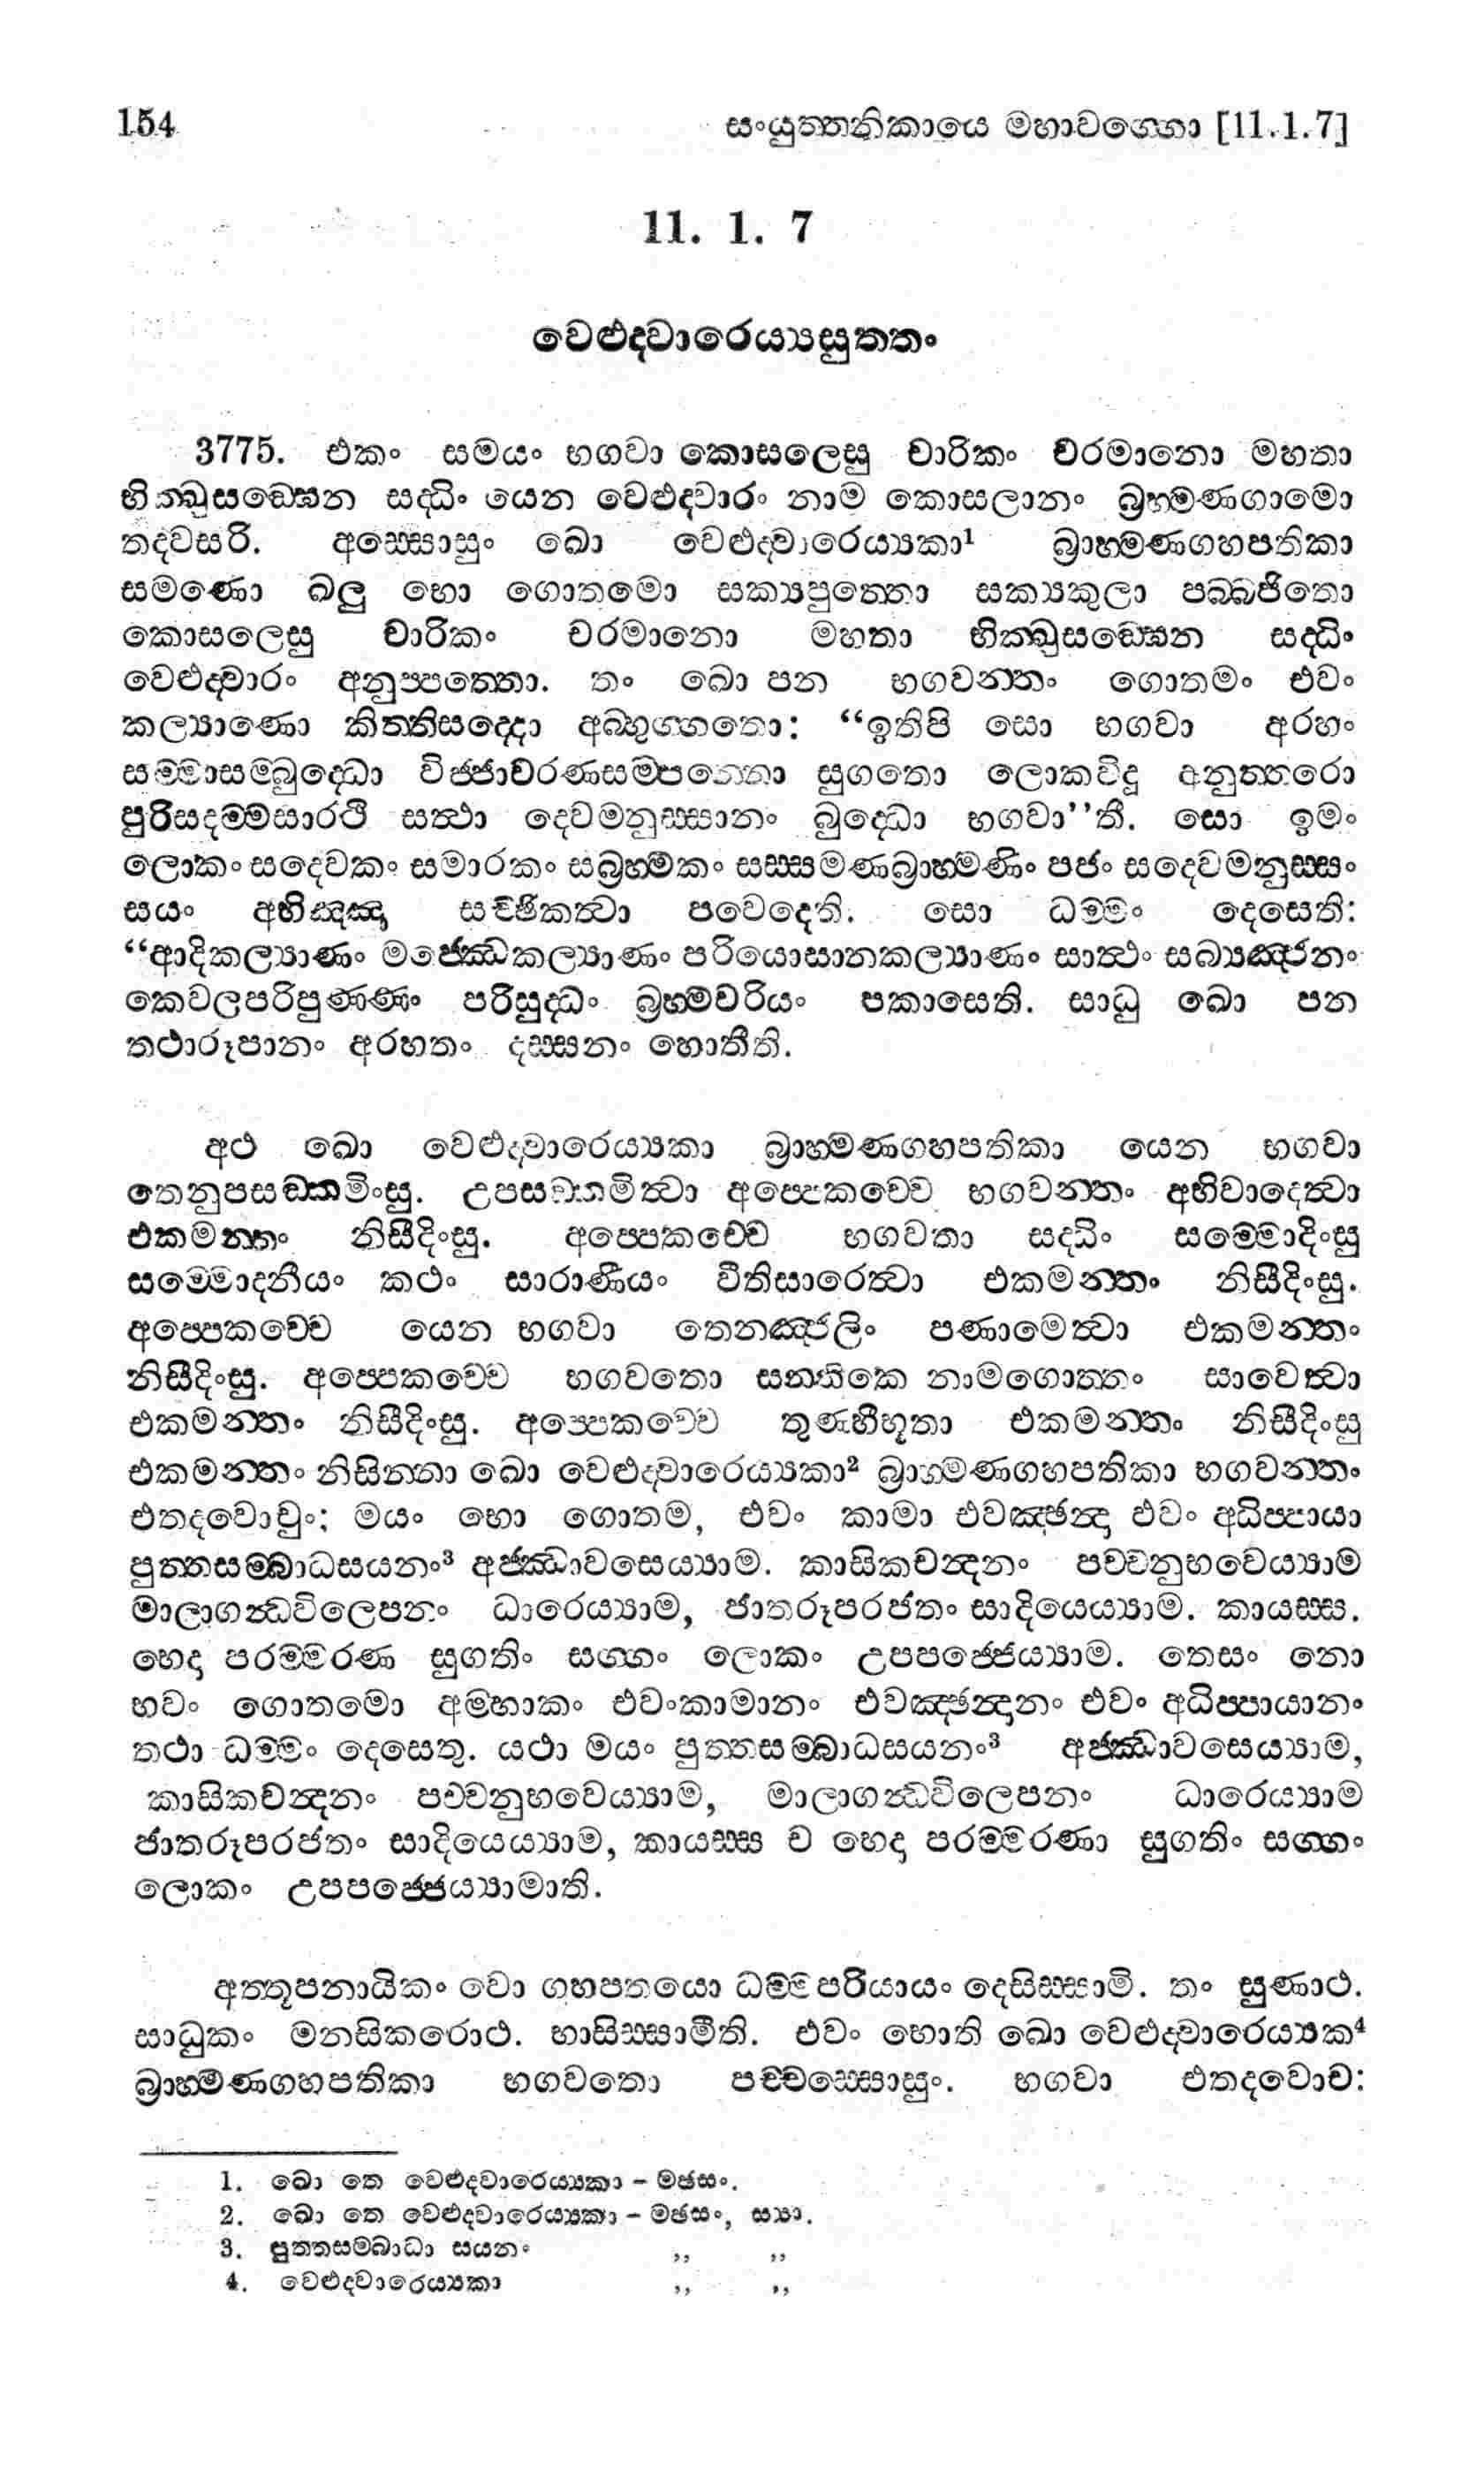 154 සංයුත්තනිකායෙ මහාවග්ගො [11.1.7]
11. 1. 7
වෙළුද්වාරෙය්‍යසුත්තං
3775. එකං සමයං භගවා කොසලෙසු චාරිකං චරමානො මහතා
භික්ඛුසඞ්ඝෙන සද්ධිං යෙන වෙළුද්වාරං නාම කොසලානං බ්‍රහ්මණගාමො
තදවසරි. අස්සොසුං ඛො වෙළුද්වාරෙය්‍යකා¹ බ්‍රාහ්මණගහපතිකා
සමණො ඛලු භො ගොතමො සක්‍යපුත්තො සක්‍යකුලා පබ්බජිතො
කොසලෙසු චාරිකං චරමානො මහතා භික්ඛුසඞ්ඝෙන සද්ධිං
වෙළුද්වාරං අනුප්පත්තො. තං ඛො පන භගවන්තං ගොතමං එවං
කල්‍යාණො කිත්තිසද්දො අබ්භුග්ගතො: “ඉතිපි සො භගවා අරහං
සම්මාසම්බුද්ධො විජ්ජාචරණසම්පන්නො සුගතො ලොකවිදූ අනුත්තරො
පුරිසදම්මසාරථි සත්ථා දෙවමනුස්සානං බුද්ධො භගවා”ති. සො ඉමං
ලොකං සදෙවකං සමාරකං සබ්‍රහ්මකං සස්සමණබ්‍රාහ්මණිං පජං සදෙවමනුස්සං
සයං අභිඤ්ඤා සච්ඡිකත්වා පවෙදෙති. සො ධම්මං දෙසෙති:
“ආදිකල්‍යාණං මජ්ඣෙකල්‍යාණං පරියොසානකල්‍යාණං සාත්ථං සබ්‍යඤ්ජනං
කෙවලපරිපුණ්ණං පරිසුද්ධං බ්‍රහ්මචරියං පකාසෙති. සාධු ඛො පන
තථාරූපානං අරහතං දස්සනං හොතීති.
අථ ඛො වෙළුද්වාරෙය්‍යකා බ්‍රාහ්මණගහපතිකා යෙන භගවා
තෙනුපසඞ්කමිංසු. උපසඞ්කමිත්වා අප්පෙකච්චෙ භගවන්තං අභිවාදෙත්වා
එකමන්තං නිසීදිංසු. අප්පෙකච්චෙ භගවතා සද්ධිං සම්මොදිංසු
සම්මොදනීයං කථං සාරාණීයං වීතිසාරෙත්වා එකමන්තං නිසීදිංසු.
අප්පෙකච්චෙ යෙන භගවා තෙනඤ්ජලිං පණාමෙත්වා එකමන්තං
නිසීදිංසු. අප්පෙකච්චෙ භගවතො සන්තිකෙ නාමගොත්තං සාවෙත්වා
එකමන්තං නිසීදිංසු. අප්පෙකච්චෙ තුණ්හීභූතා එකමන්තං නිසීදිංසු
එකමන්තං නිසින්නා ඛො වෙළුද්වාරෙය්‍යකා² බ්‍රාහ්මණගහපතිකා භගවන්තං
එතදවොචුං; මයං භො ගොතම, එවං කාමා එවඤ්ඡන්දා එවං අධිප්පායා
පුත්තසම්බාධසයනං³ අජ්ඣාවසෙය්‍යාම. කාසිකචන්දනං පච්චනුභවෙය්‍යාම
මාලාගන්ධවිලෙපනං ධාරෙය්‍යාම, ජාතරූපරජතං සාදියෙය්‍යාම. කායස්ස.
භෙදා පරම්මරණ සුගතිං සග්ගං ලොකං උපපජ්ජෙය්‍යාම. තෙසං නො
භවං ගොතමො අම්හාකං එවංකාමානං එවඤ්ඡන්දානං එවං අධිප්පායානං
තථා ධම්මං දෙසෙතු. යථා මයං පුත්තසම්බාධසයනං³ අජ්ඣාවසෙය්‍යාම,
කාසිකචන්දනං පච්චනුභවෙය්‍යාම, මාලාගන්ධවිලෙපනං ධාරෙය්‍යාම
ජාතරූපරජතං සාදියෙය්‍යාම, කායස්ස ච භෙදා පරම්මරණා සුගතිං සග්ගං
ලොකං උපපජ්ජෙය්‍යාමාති.
අත්තූපනායිකං වො ගහපතයො ධම්මපරියායං දෙසිස්සාමි. තං සුණාථ.
සාධුකං මනසිකරොථ. භාසිස්සාමීති. එවං භොති ඛො වෙළුද්වාරෙය්‍යක⁴
බ්‍රාහ්මණගහපතිකා භගවතො පච්චස්සොසුං. භගවා එතදවොච:
1. ඛො තෙ වෙළුද්වාරෙය්‍යකා – මඡසං.
2. ඛො තෙ වෙළුද්වාරෙය්‍යකා – මඡසං, ස්‍යා.
3. පුත්තසම්බාධා සයනං ,, ,,
4. වෙළුද්වාරෙය්‍යකා ,, ,,